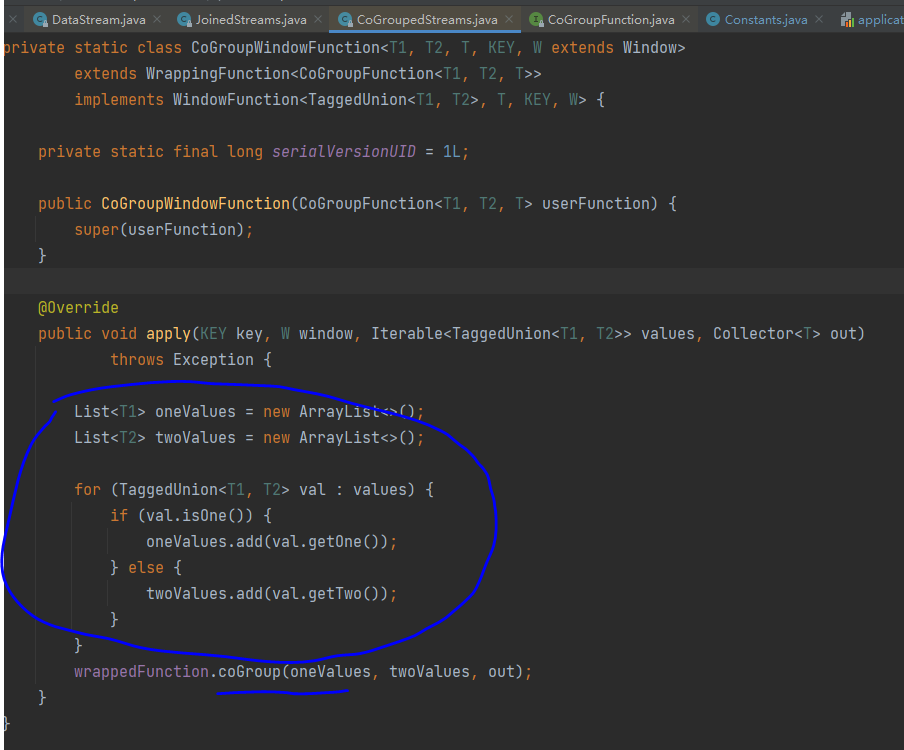 DataStream.java JoinedStreams.java CoGroupedStreams.java CoGroupFunction.java Constants.java applicat
private static class CoGroupWindowFunction<T1, T2, T, KEY, W extends Window>
extends WrappingFunction<CoGroupFunction<T1, T2, T>>
implements WindowFunction<TaggedUnion<T1, T2>, T, KEY, W> {
private static final long serialVersionUID = 1L;
public CoGroupWindowFunction(CoGroupFunction<T1, T2, T> userFunction) {
super(userFunction);
}
@Override
public void apply(KEY key, W window, Iterable<TaggedUnion<T1, T2>> values, Collector<T> out)
throws Exception {
List<T1> oneValues = new ArrayList<>();
List<T2> twoValues = new ArrayList<>();
for (TaggedUnion<T1, T2> val : values) {
if (val.isOne()) {
oneValues.add(val.getOne());
} else {
twoValues.add(val.getTwo());
}
}
wrappedFunction.coGroup(oneValues, twoValues, out);
}
}